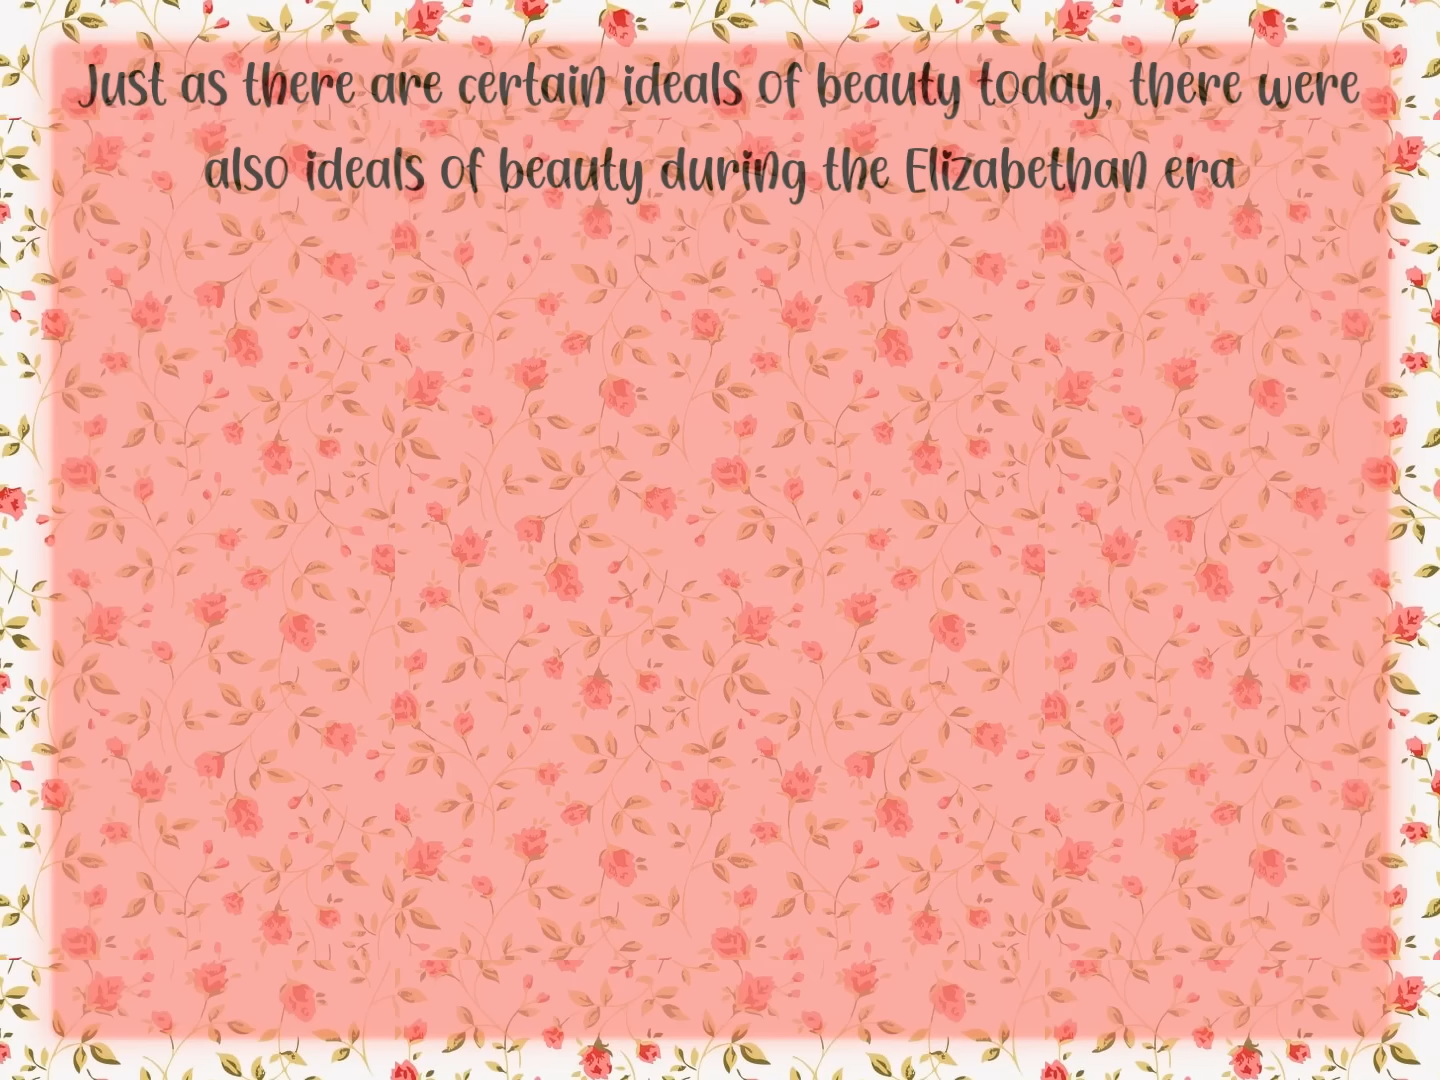 Just as there are certain ideals of beauty today, there were
also ideals of beauty during the Elizabethan era